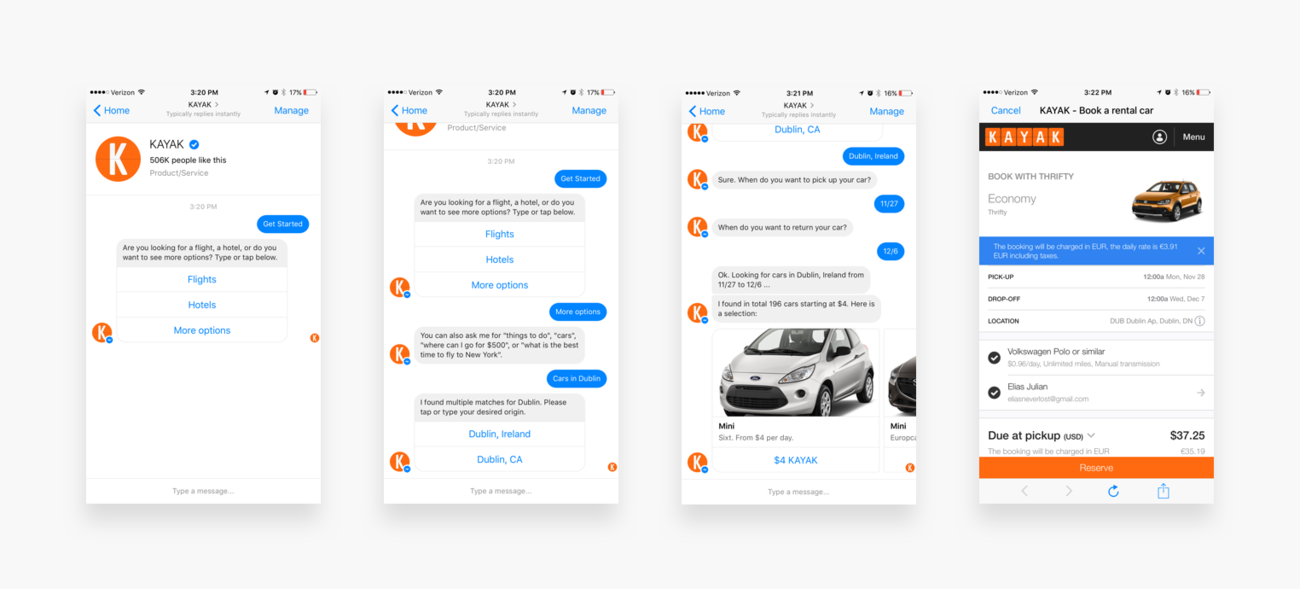 Verizon 3:20 PM 17%
Home KAYAK Manage
Typically replies instantly
K
KAYAK
506K people like this
Product/Service
3:20 PM
Get Started
Are you looking for a flight, a hotel, or do you
want to see more options? Type or tap below.
Flights
Hotels
More options
K
K
Type a message...
Verizon 3:20 PM 17%
Home KAYAK Manage
Typically replies instantly
Product/Service
3:20 PM
Get Started
Are you looking for a flight, a hotel, or do you
want to see more options? Type or tap below.
Flights
Hotels
More options
K
More options
You can also ask me for "things to do", "cars",
"where can I go for $500", or "what is the best
time to fly to New York".
K
Cars in Dublin
I found multiple matches for Dublin. Please
tap or type your desired origin.
Dublin, Ireland
Dublin, CA
K
K
Type a message...
Verizon 3:21 PM 16%
Home KAYAK Manage
Typically replies instantly
K
Dublin, CA
Dublin, Ireland
K
Sure. When do you want to pick up your car?
11/27
K
When do you want to return your car?
12/6
Ok. Looking for cars in Dublin, Ireland from
11/27 to 12/6 ...
I found in total 196 cars starting at $4. Here is
a selection:
K
Mini
Sixt. From $4 per day.
$4 KAYAK
Mini
Europca
K
K
Type a message...
Verizon 3:22 PM 16%
Cancel KAYAK - Book a rental car
KAYAK Menu
BOOK WITH THRIFTY
Economy
Thrifty
The booking will be charged in EUR, the daily rate is €3.91
EUR including taxes.
PICK-UP 12:00a Mon, Nov 28
DROP-OFF 12:00a Wed, Dec 7
LOCATION DUB Dublin Ap, Dublin, DN
Volkswagen Polo or similar
$0.96/day, Unlimited miles, Manual transmission
Elias Julian
eliasneverlost@gmail.com
Due at pickup (USD) $37.25
The booking will be charged in EUR €35.19
Reserve